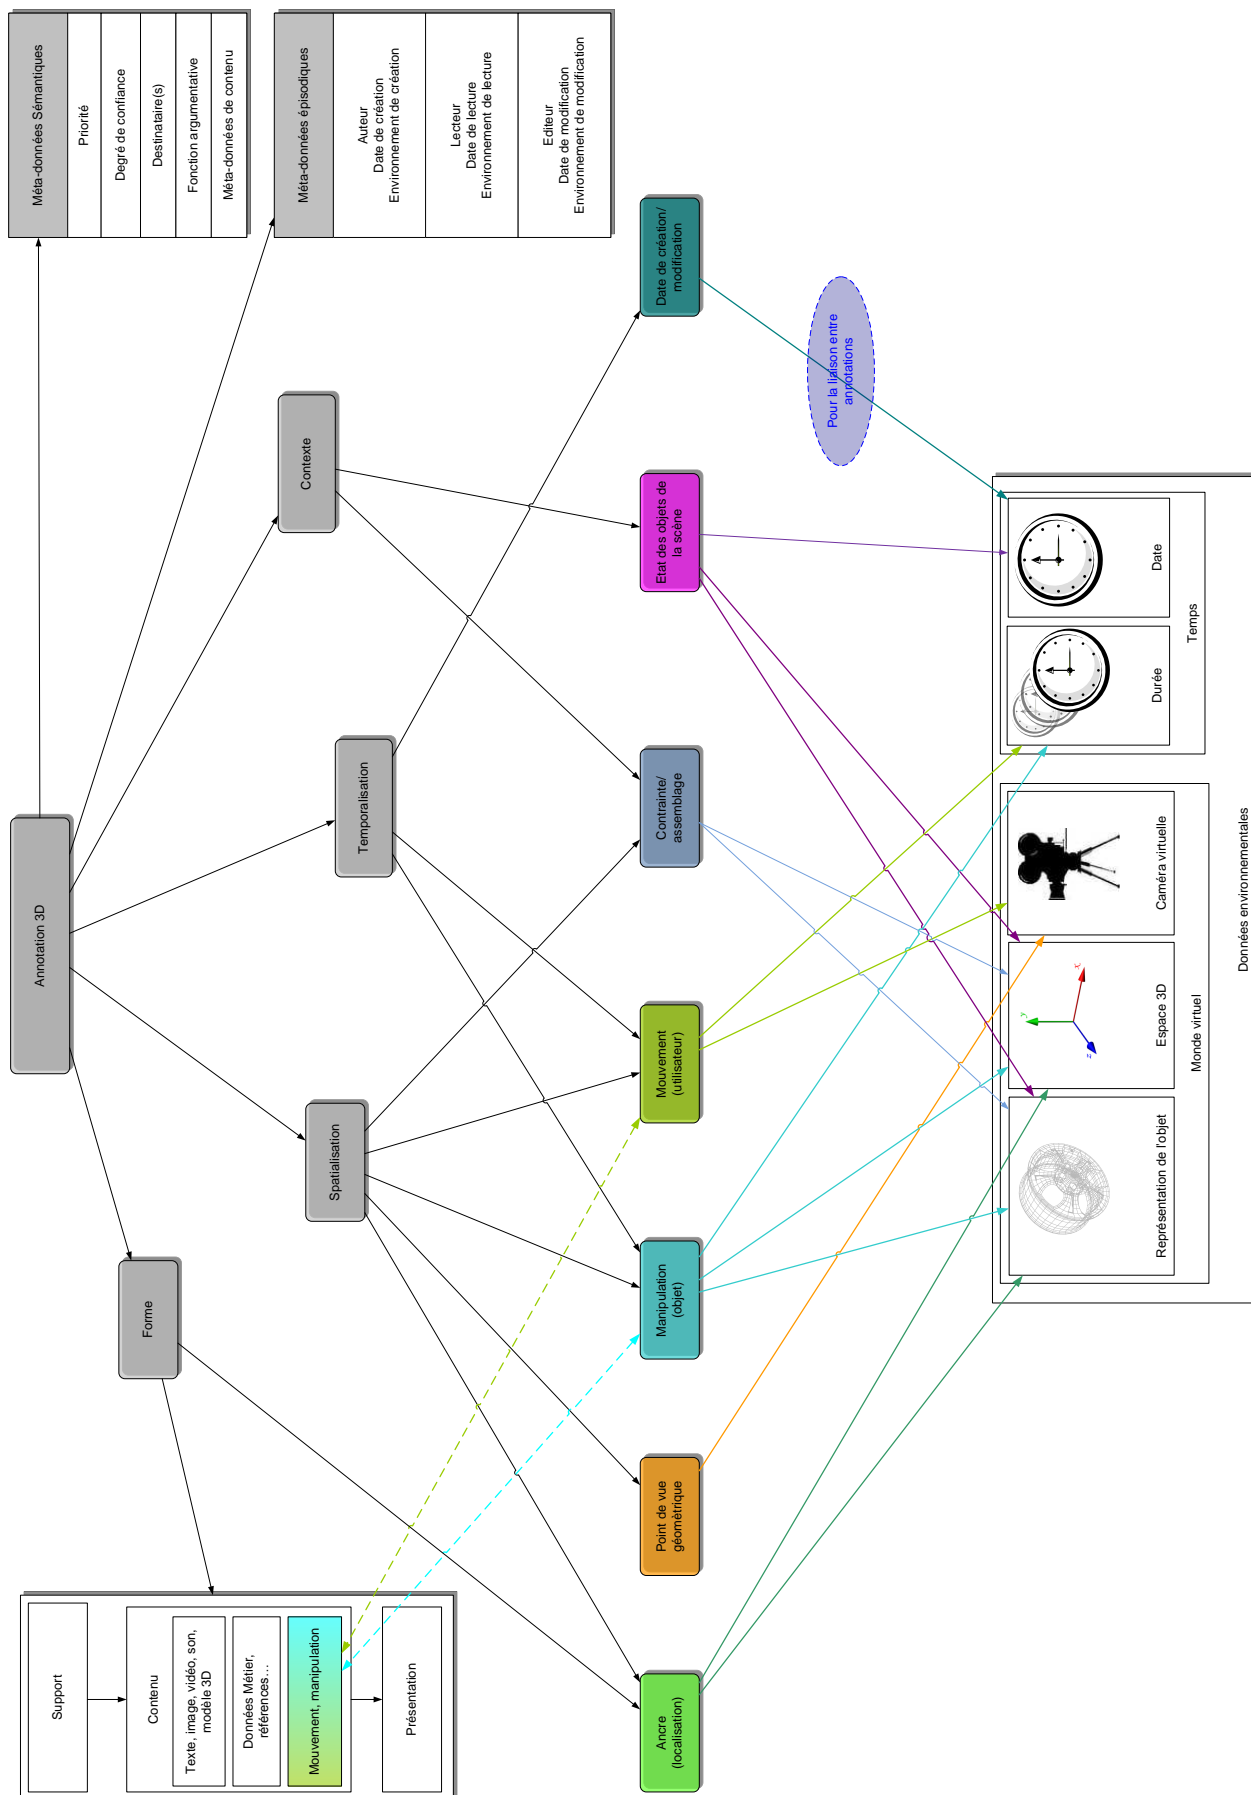 Annotation 3D
Forme
Spatialisation
Temporalisation
Contexte
Méta-données Sémantiques
Priorité
Degré de confiance
Destinataire(s)
Fonction argumentative
Méta-données de contenu
Méta-données épisodiques
Auteur
Date de création
Environnement de création
Lecteur
Date de lecture
Environnement de lecture
Editeur
Date de modification
Environnement de modification
Support
Contenu
Texte, image, vidéo, son,
modèle 3D
Données Métier,
références…
Mouvement, manipulation
Présentation
Ancre
(localisation)
Point de vue
géométrique
Manipulation
(objet)
Mouvement
(utilisateur)
Contrainte/
assemblage
Etat des objets de
la scène
Date de création/
modification
Pour la liaison entre
annotations
Représentation de l'objet
z
y
x
Espace 3D
Caméra virtuelle
Monde virtuel
Durée
Date
Temps
Données environnementales